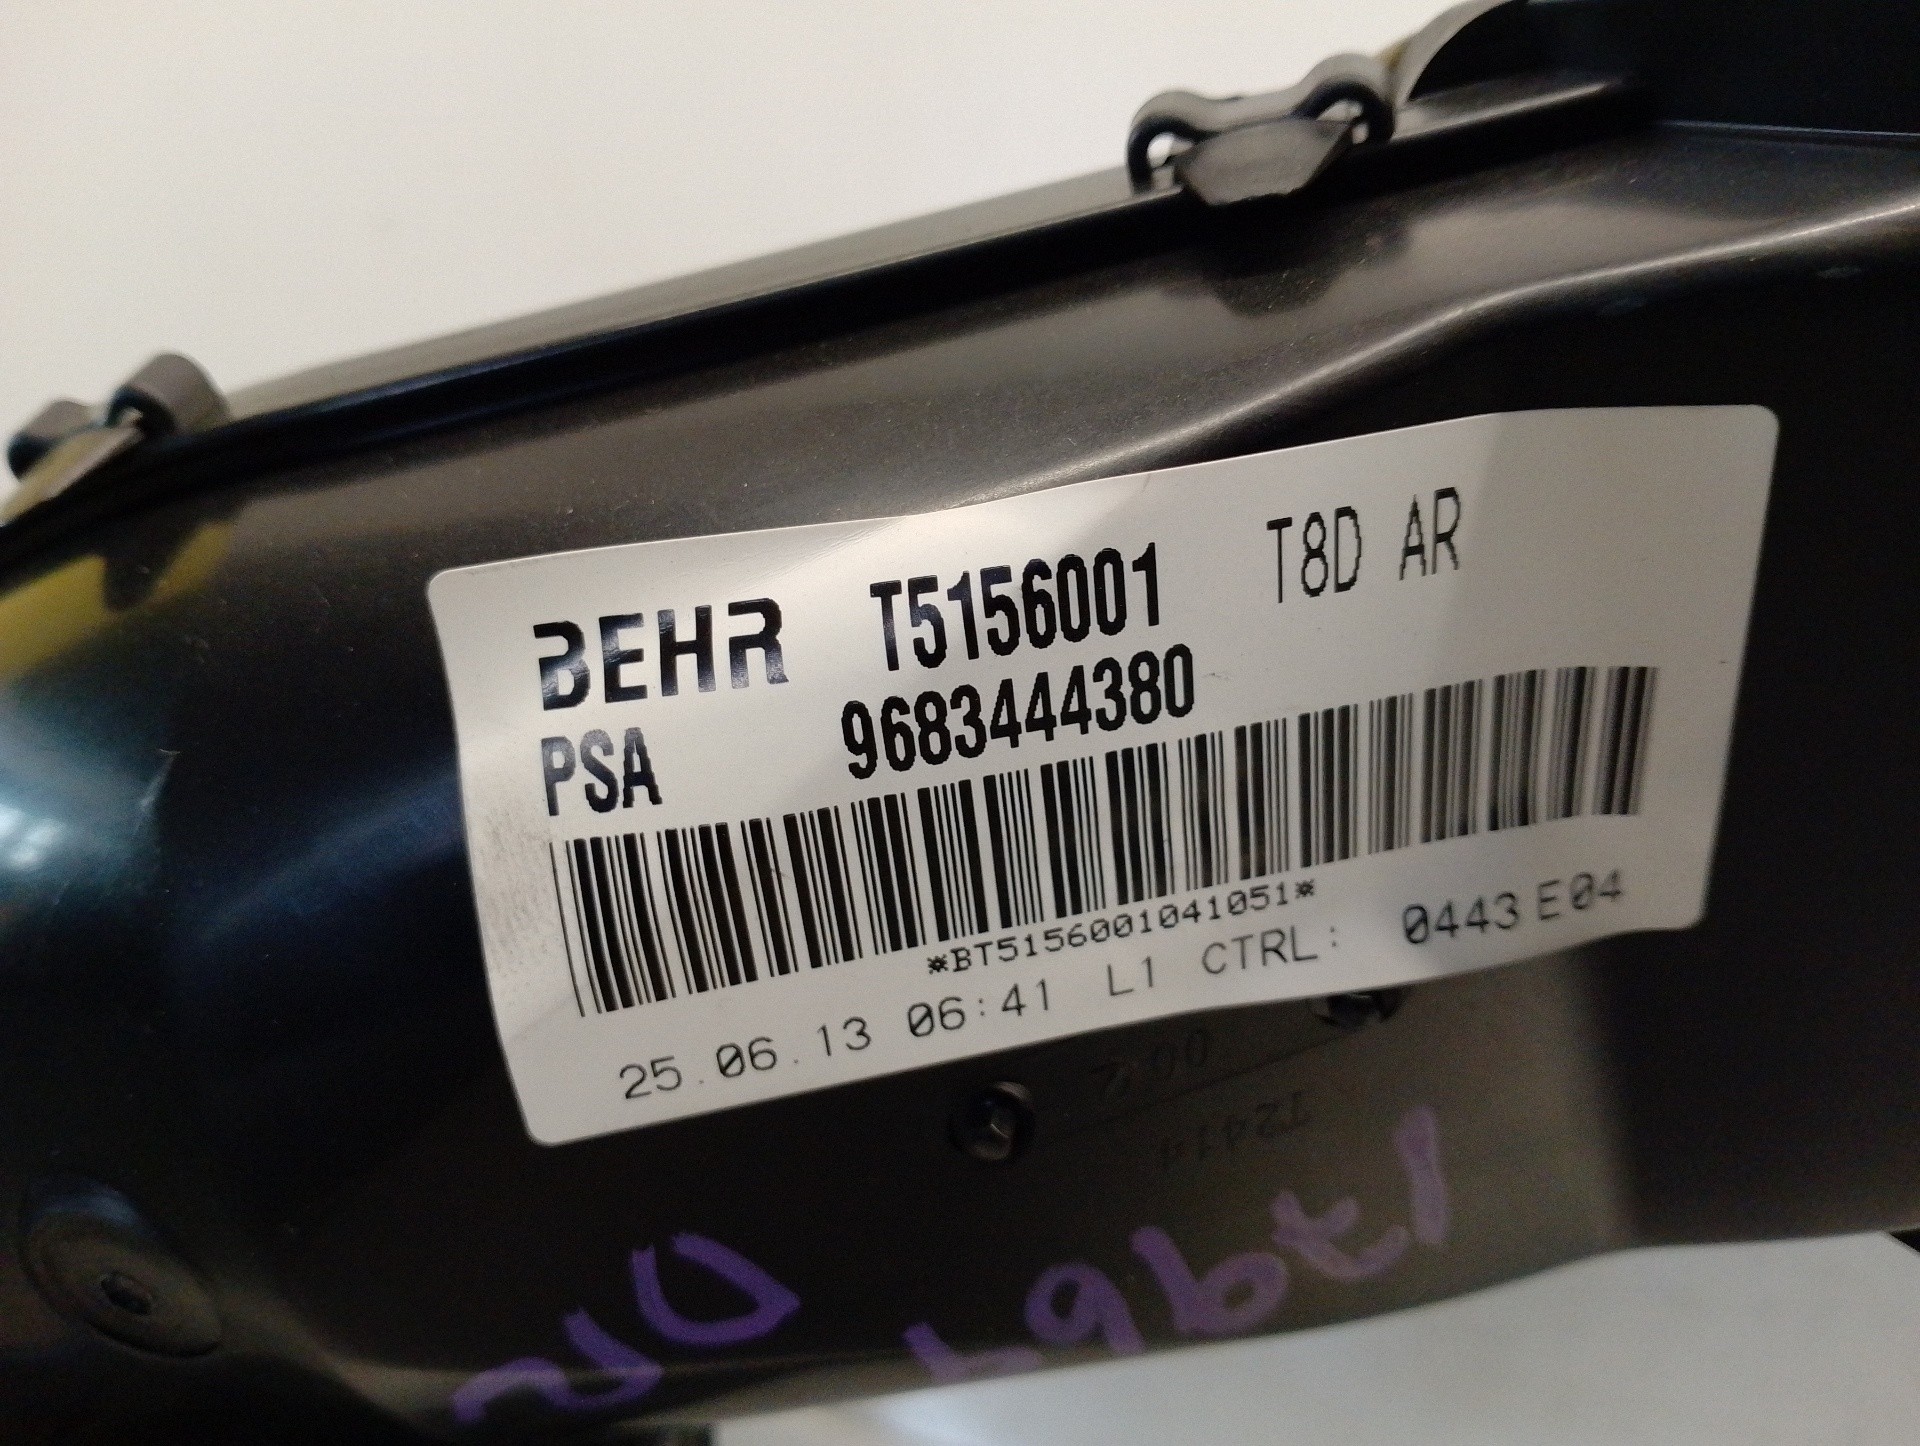 BEHR T5156001 T8D AR
PSA 9683444380
*BT5156001041051*
25.06.13 06:41 L1 CTRL: 0443 E04